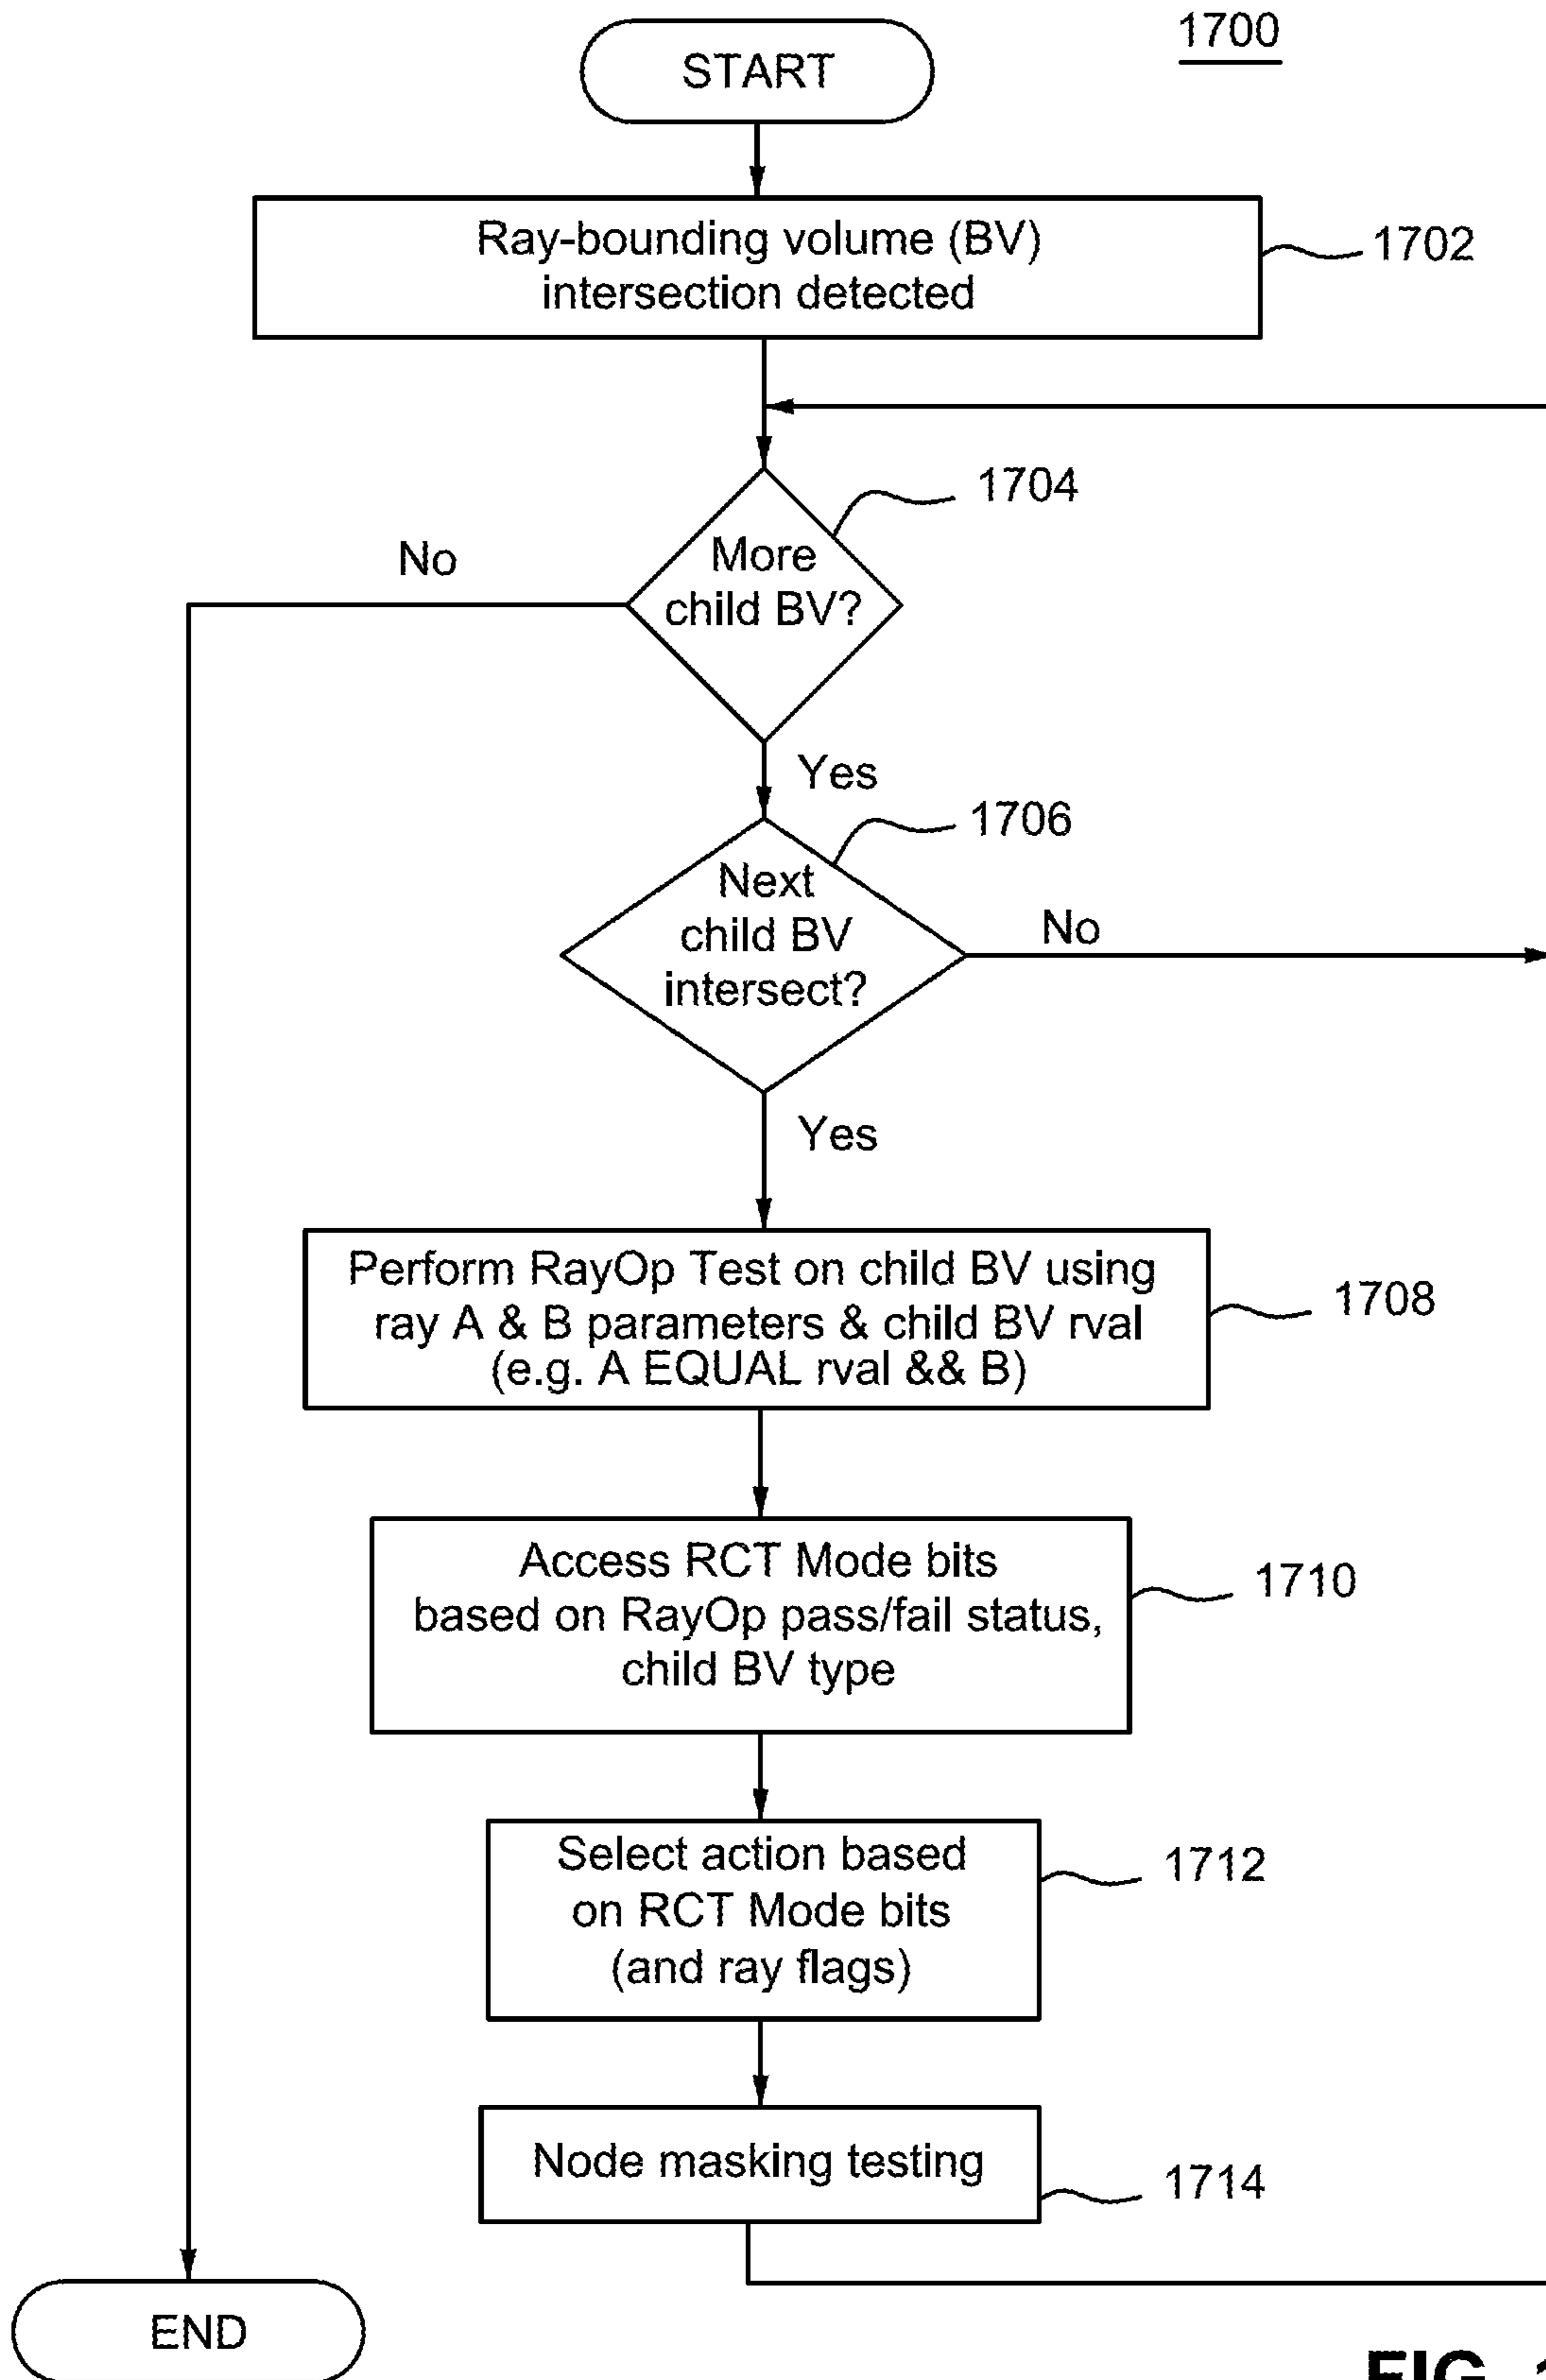 1700
START
Ray-bounding volume (BV)
intersection detected
1702
1704
More
child BV?
No
Yes
1706
Next
child BV
intersect?
No
Yes
Perform RayOp Test on child BV using
ray A & B parameters & child BV rval
(e.g. A EQUAL rval && B)
1708
Access RCT Mode bits
based on RayOp pass/fail status,
child BV type
1710
Select action based
on RCT Mode bits
(and ray flags)
1712
Node masking testing
1714
END
FIG.